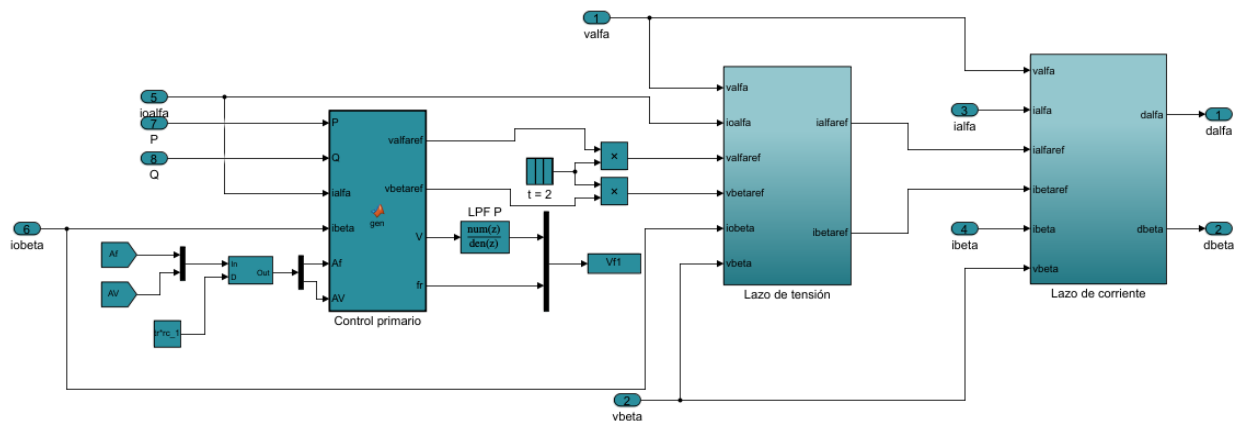 1
valfa
5
ioalfa
7
P
8
Q
6
iobeta
Af
AV
In
D
Out
P
Q
ialfa
ibeta
Af
AV
valfaref
vbetaref
V
fr
gen
Control primario
t = 2
×
×
LPF P
num(z)
den(z)
Vf1
valfa
ioalfa
valfaref
vbetaref
iobeta
vbeta
ialfaref
ibetaref
Lazo de tensión
2
vbeta
3
ialfa
4
ibeta
valfa
ialfa
ialfaref
ibetaref
ibeta
vbeta
dalfa
dbeta
Lazo de corriente
1
dalfa
2
dbeta